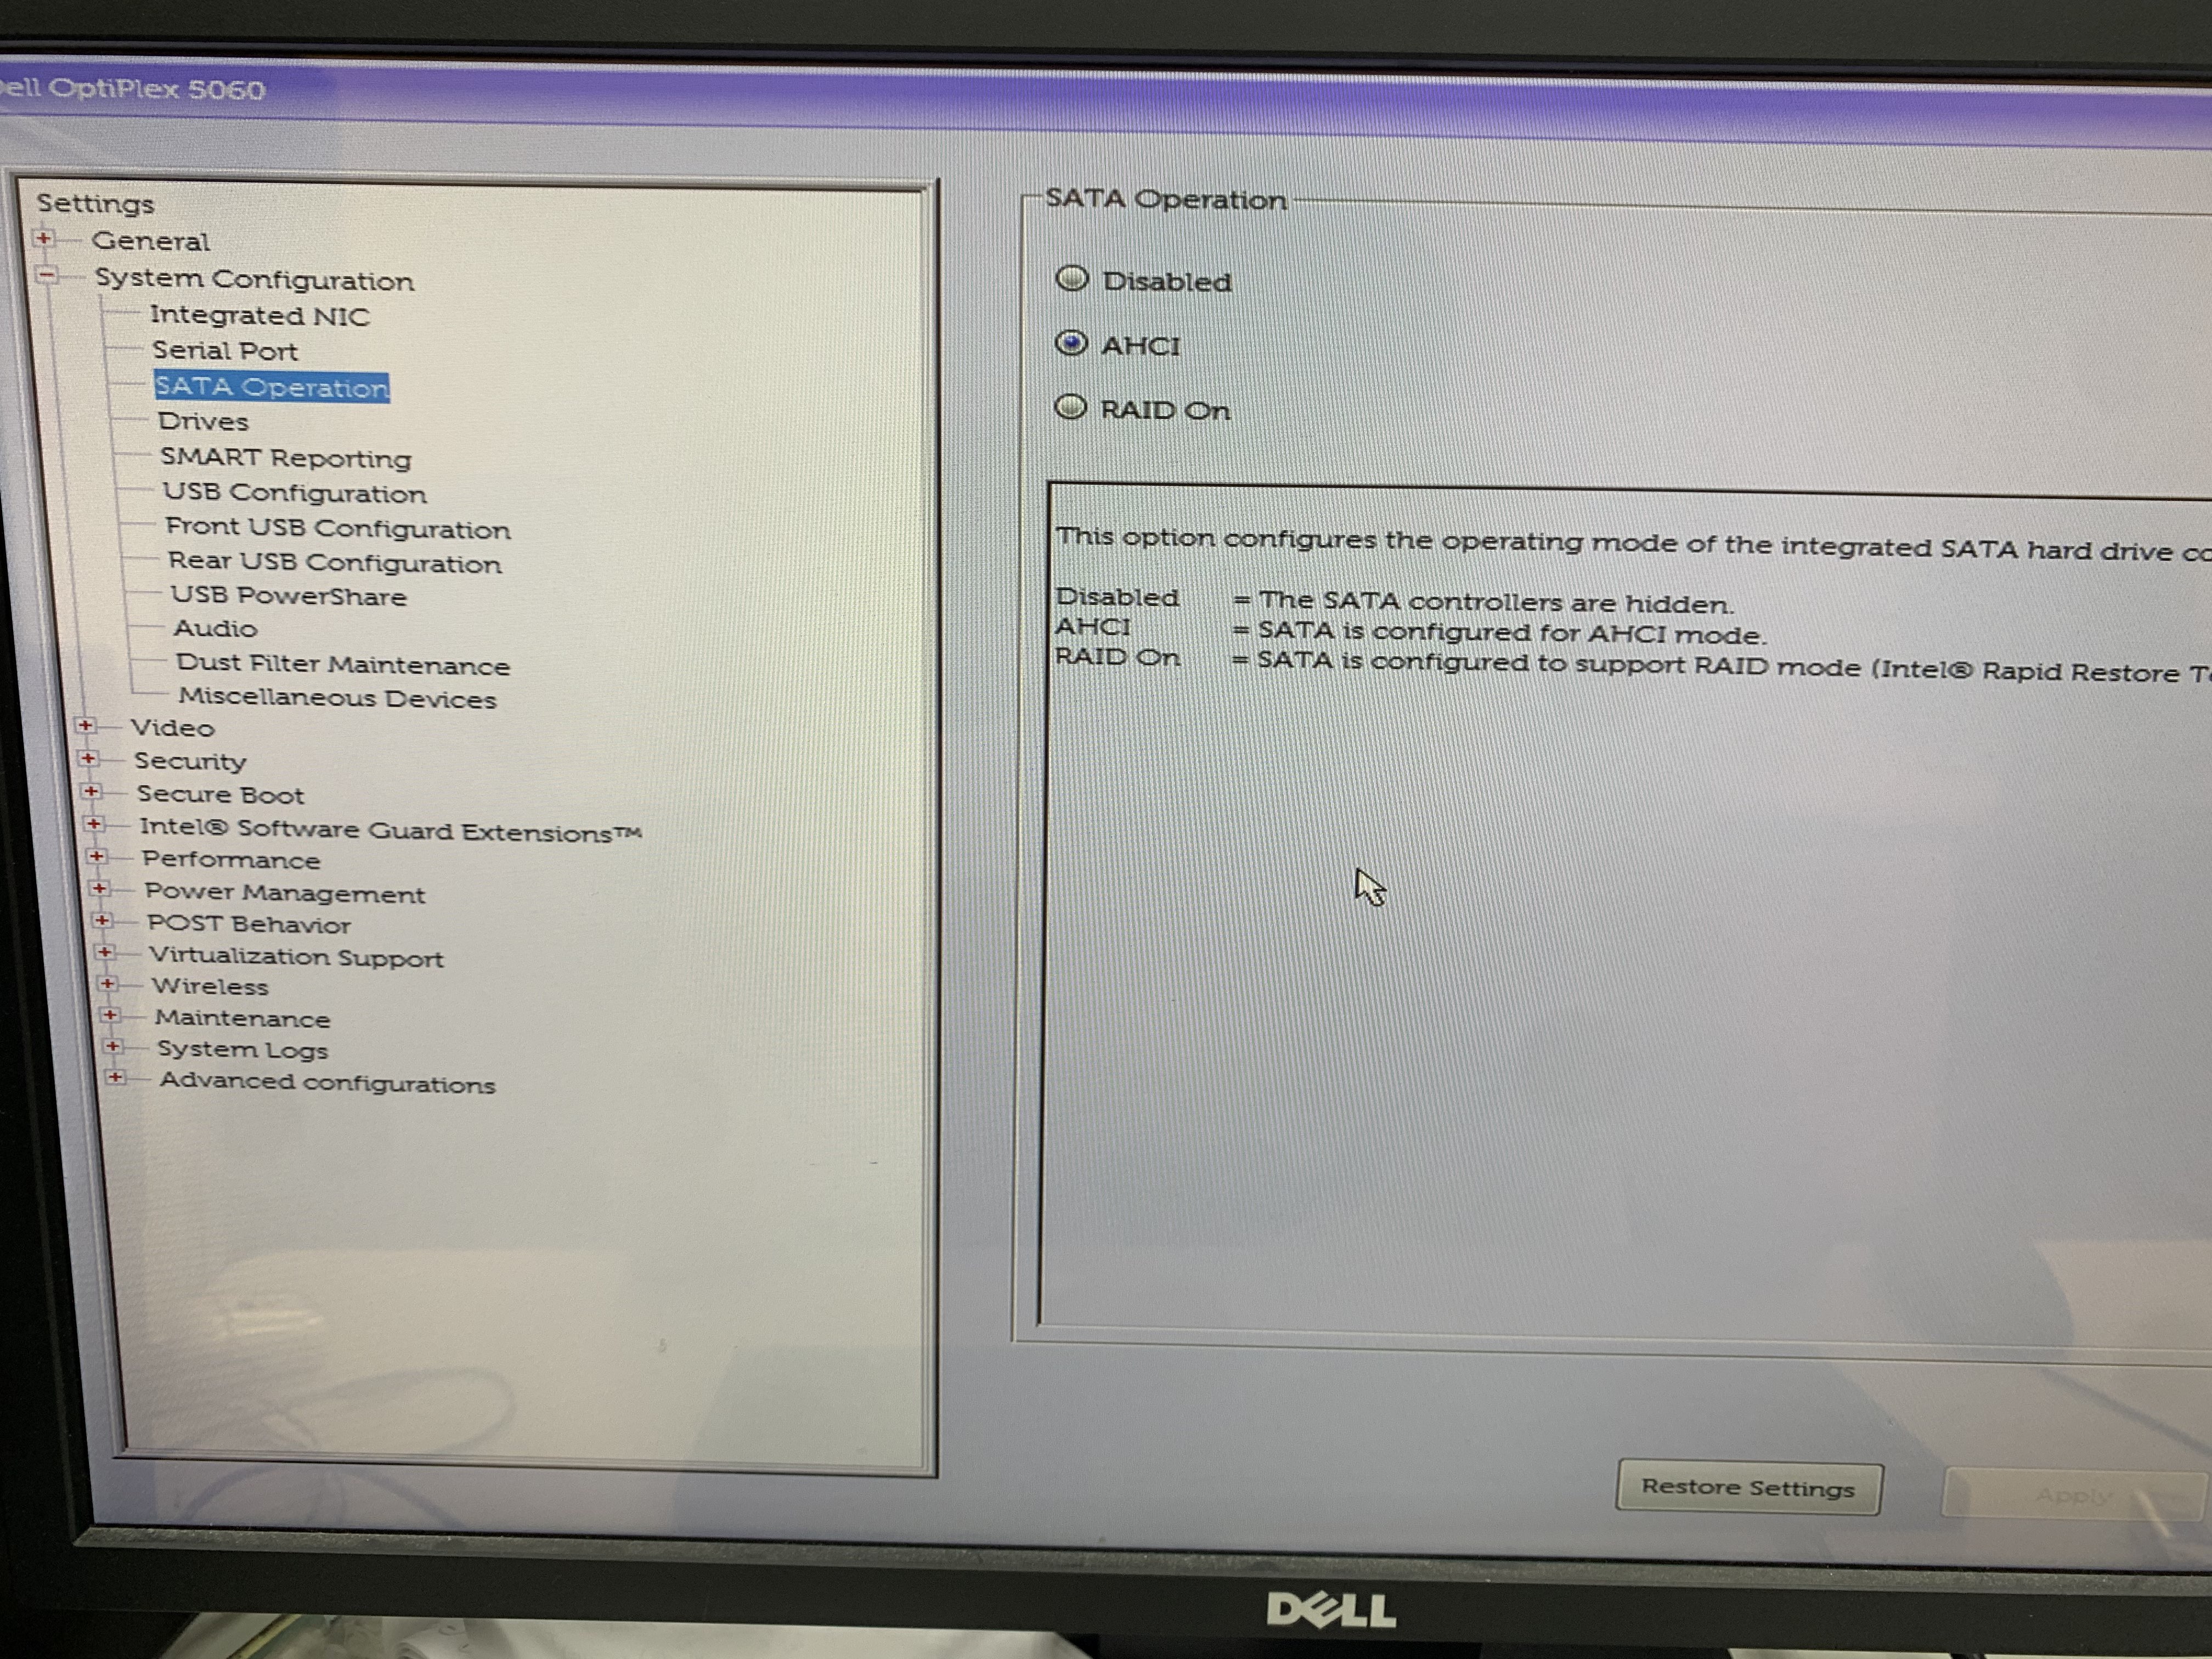 ell OptiPlex 5060
Settings
General
System Configuration
Integrated NIC
Serial Port
SATA Operation
Drives
SMART Reporting
USB Configuration
Front USB Configuration
Rear USB Configuration
USB PowerShare
Audio
Dust Filter Maintenance
Miscellaneous Devices
Video
Security
Secure Boot
Intel® Software Guard Extensions™
Performance
Power Management
POST Behavior
Virtualization Support
Wireless
Maintenance
System Logs
Advanced configurations
SATA Operation
Disabled
AHCI
RAID On
This option configures the operating mode of the integrated SATA hard drive co
Disabled = The SATA controllers are hidden.
AHCI = SATA is configured for AHCI mode.
RAID On = SATA is configured to support RAID mode (Intel® Rapid Restore T
Restore Settings
Apply
DELL